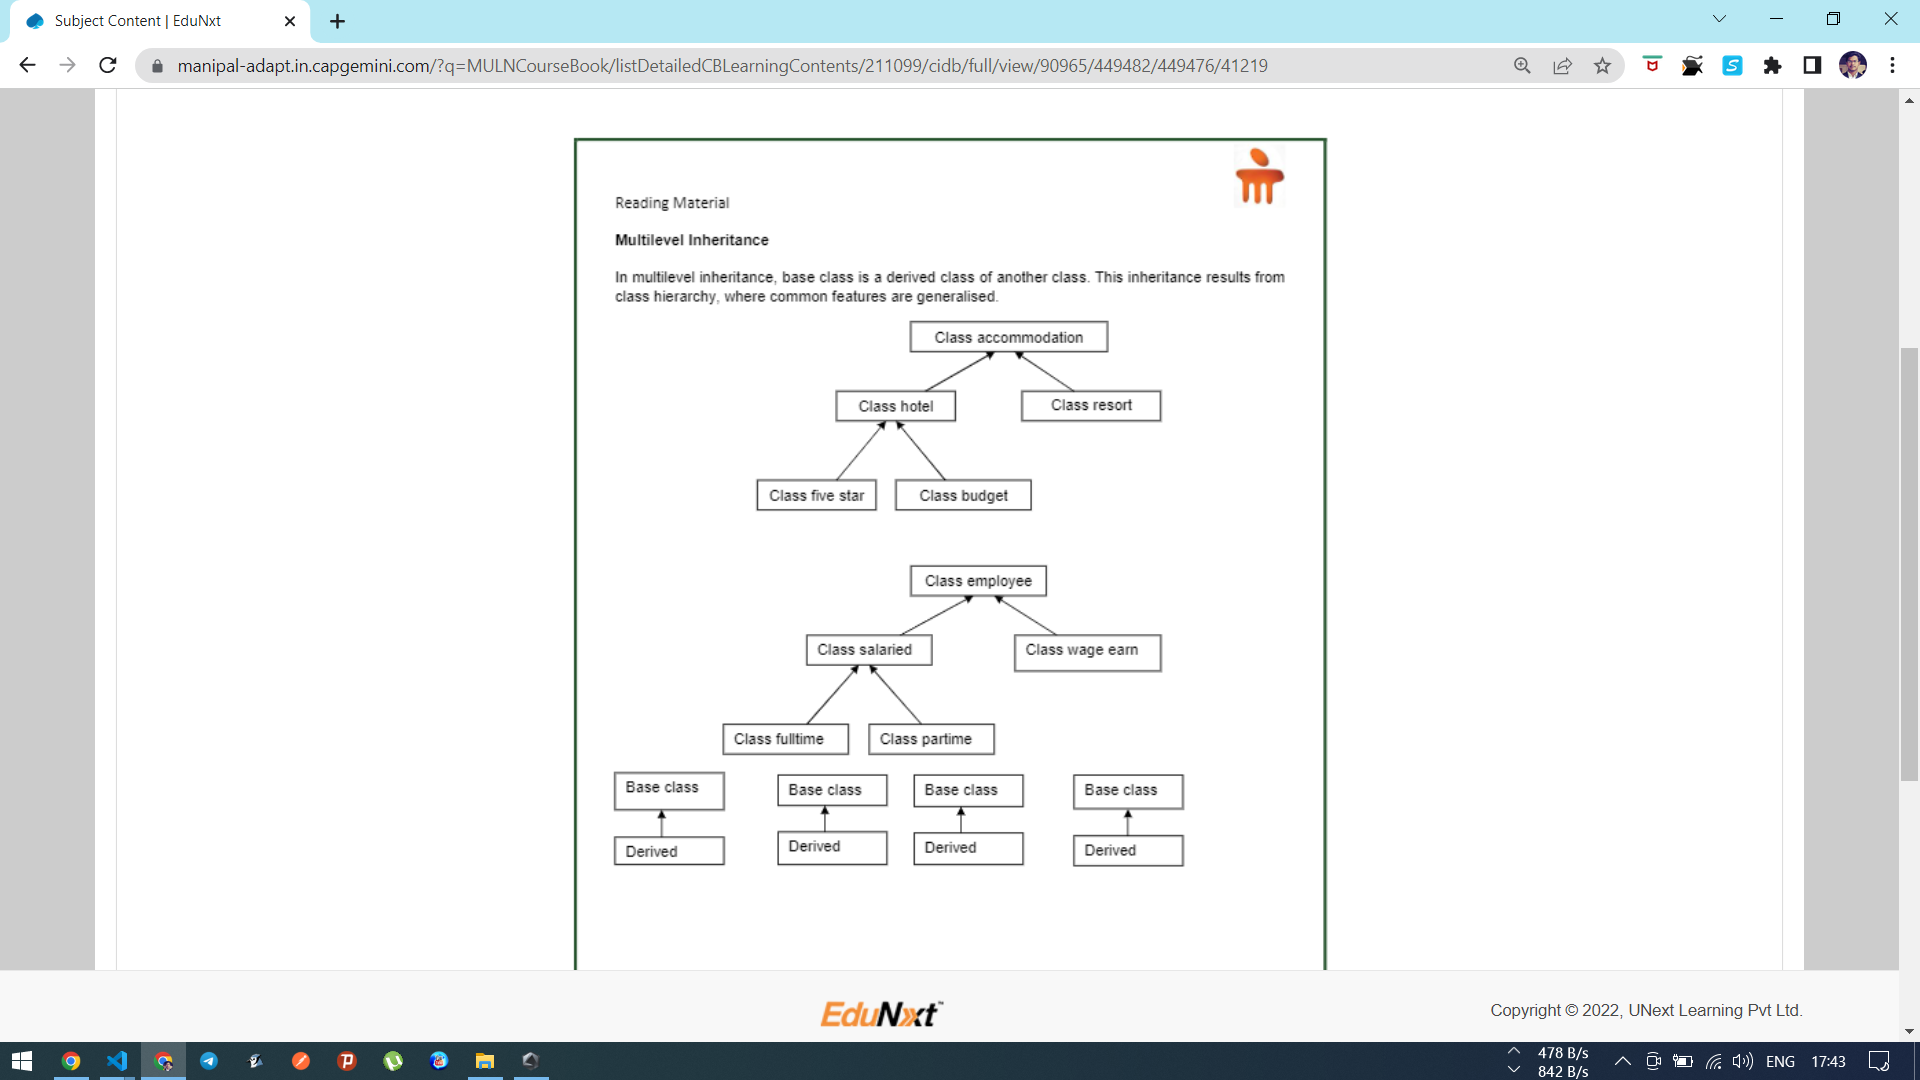 Subject Content | EduNxt
manipal-adapt.in.capgemini.com/?q=MULNCourseBook/listDetailedCBLearningContents/211099/cidb/full/view/90965/449482/449476/41219
Reading Material
Multilevel Inheritance
In multilevel inheritance, base class is a derived class of another class. This inheritance results from
class hierarchy, where common features are generalised.
Class accommodation
Class hotel
Class resort
Class five star
Class budget
Class employee
Class salaried
Class wage earn
Class fulltime
Class partime
Base class
Base class
Base class
Base class
Derived
Derived
Derived
Derived
EduNxt™
Copyright © 2022, UNext Learning Pvt Ltd.
478 B/s
842 B/s
ENG
17:43